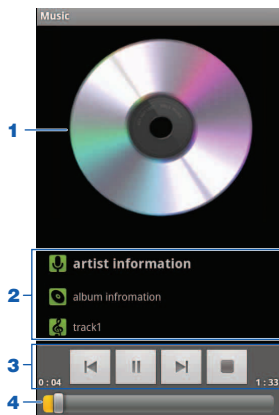 Music
1
artist information
2
album infromation
track1
3
0:04
1:33
4